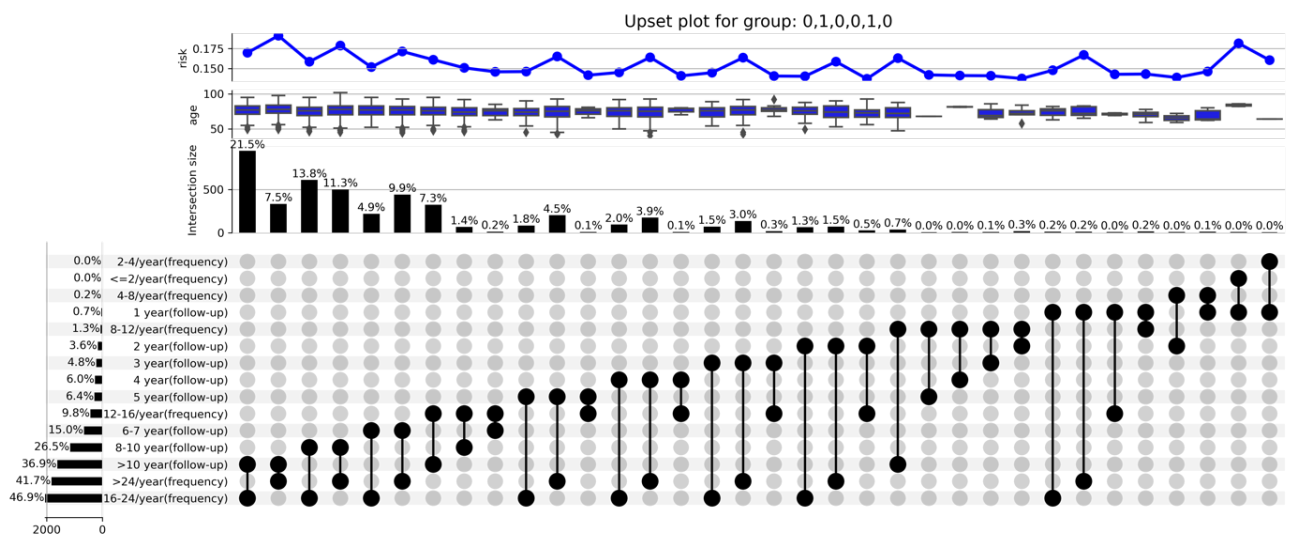 Upset plot for group: 0,1,0,0,1,0
risk
0.175
0.150
age
100
50
Intersection size
500
0
21.5%
7.5%
13.8%
11.3%
4.9%
9.9%
7.3%
1.4%
0.2%
1.8%
4.5%
0.1%
2.0%
3.9%
0.1%
1.5%
3.0%
0.3%
1.3%
1.5%
0.5%
0.7%
0.0%
0.0%
0.1%
0.3%
0.2%
0.2%
0.0%
0.2%
0.0%
0.1%
0.0%
0.0%
0.0% 2-4/year(frequency)
0.0% <=2/year(frequency)
0.2% 4-8/year(frequency)
0.7% 1 year(follow-up)
1.3% 8-12/year(frequency)
3.6% 2 year(follow-up)
4.8% 3 year(follow-up)
6.0% 4 year(follow-up)
6.4% 5 year(follow-up)
9.8% 12-16/year(frequency)
15.0% 6-7 year(follow-up)
26.5% 8-10 year(follow-up)
36.9% >10 year(follow-up)
41.7% >24/year(frequency)
46.9% 16-24/year(frequency)
2000 0